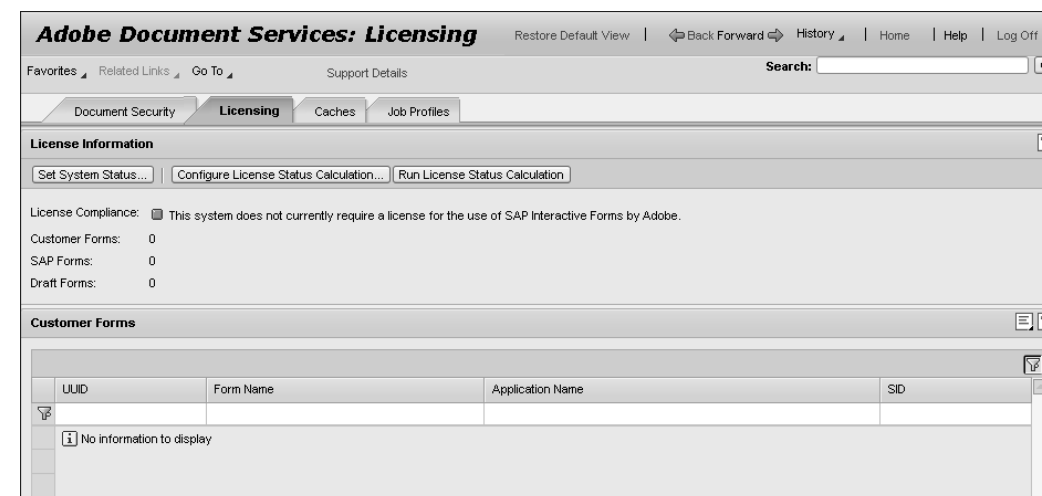 Adobe Document Services: Licensing Restore Default View | Back Forward History | Home | Help | Log Off
Favorites Related Links Go To Support Details Search:
Document Security Licensing Caches Job Profiles
License Information
Set System Status... | Configure License Status Calculation... Run License Status Calculation
License Compliance: This system does not currently require a license for the use of SAP Interactive Forms by Adobe.
Customer Forms: 0
SAP Forms: 0
Draft Forms: 0
Customer Forms
UUID Form Name Application Name SID
No information to display